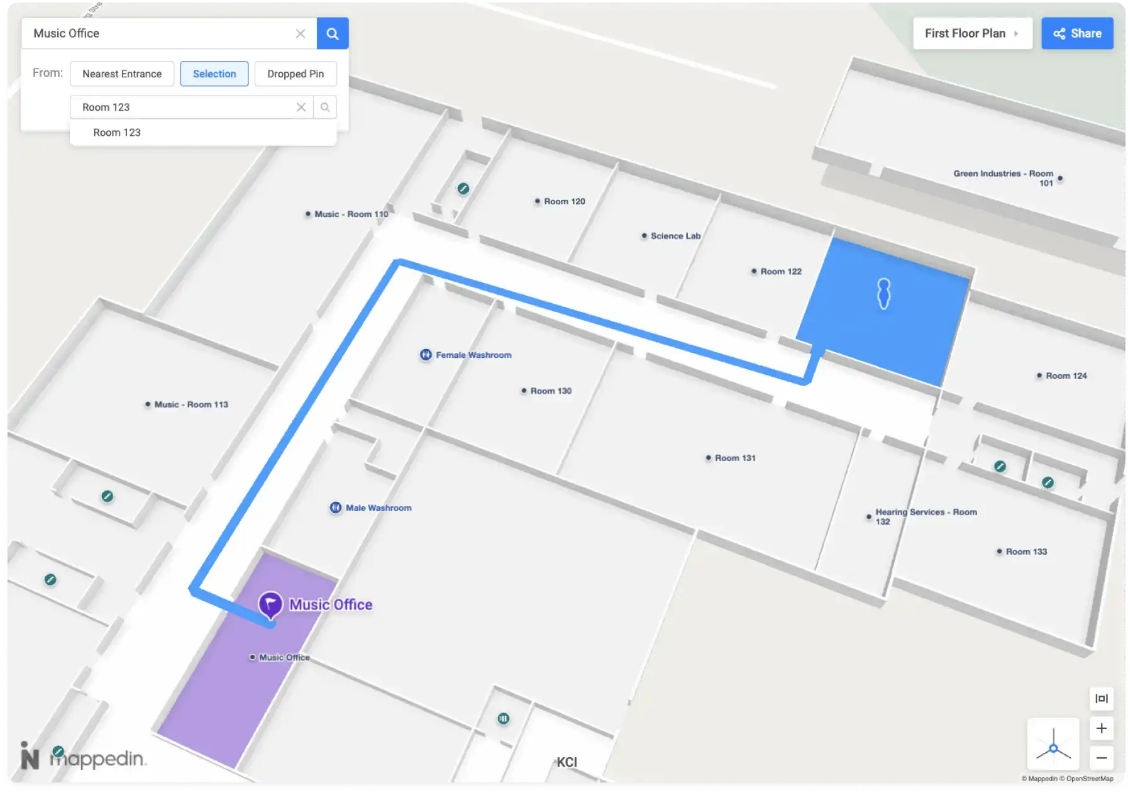 Music Office
First Floor Plan
Share
From:
Nearest Entrance
Selection
Dropped Pin
Room 123
Room 123
Green Industries - Room
101
Music - Room 110
Room 120
Science Lab
Room 122
Female Washroom
Room 130
Room 124
Music - Room 113
Room 131
Male Washroom
Hearing Services - Room
132
Room 133
Music Office
Music Office
KCI
mappedin.
© Mappedin © OpenStreetMap